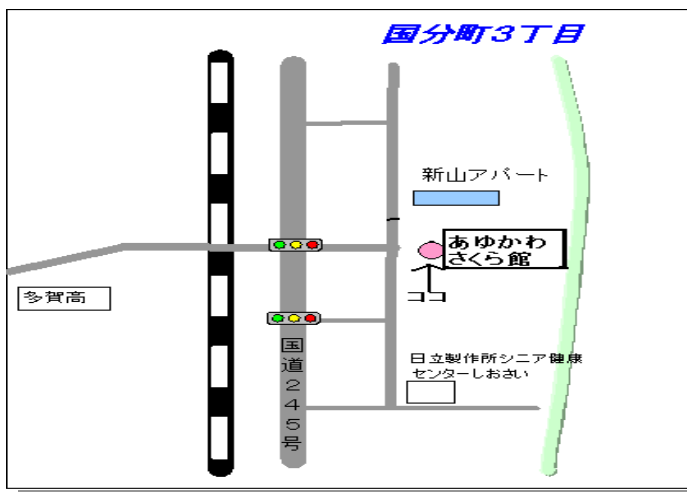 国分町3丁目
新山アパート
あゆかわ
さくら館
ココ
多賀高
国道245号
日立製作所シニア健康
センターしおさい